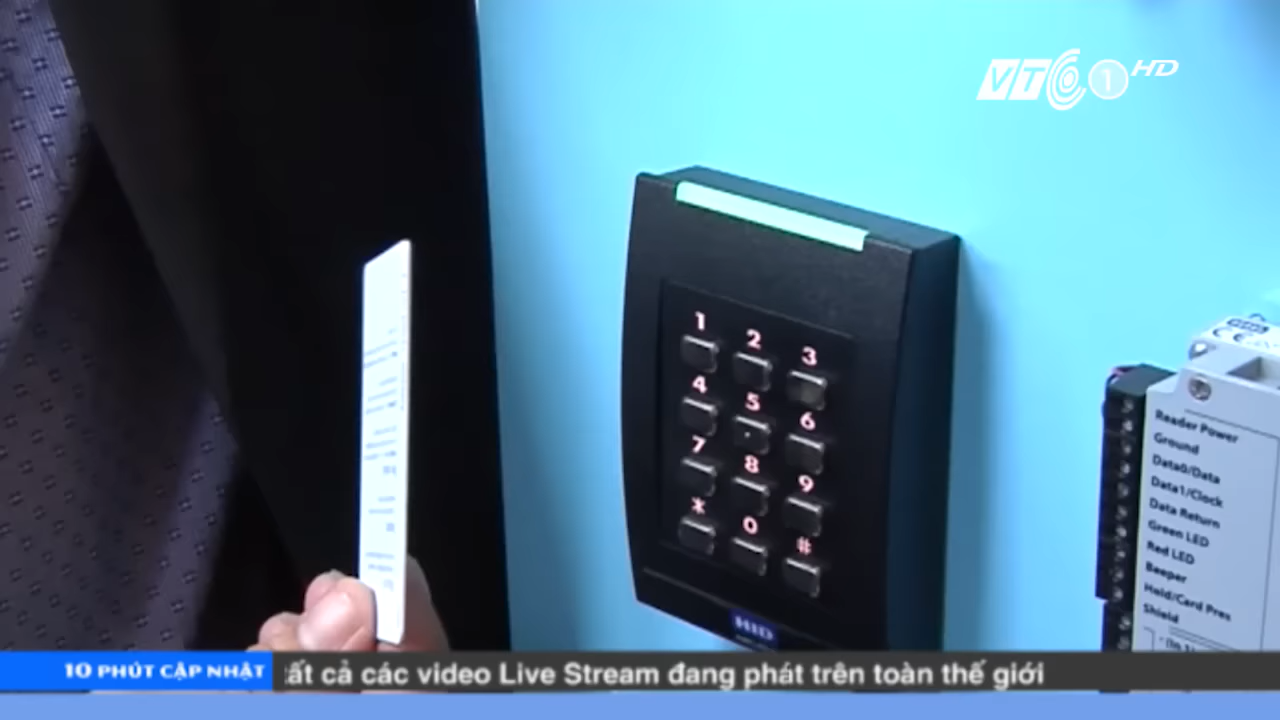 VTC 1 HD
1 2 3
4 5 6
7 8 9
* 0 #
HID
Reader Power
Ground
Data0/Data
Data1/Clock
Data Return
Green LED
Red LED
Beeper
Hold/Card Pres
Shield
10 PHÚT CẬP NHẬT
ất cả các video Live Stream đang phát trên toàn thế giới